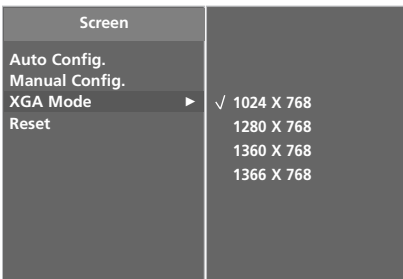 Screen
Auto Config.
Manual Config.
XGA Mode ►
Reset
√ 1024 X 768
1280 X 768
1360 X 768
1366 X 768